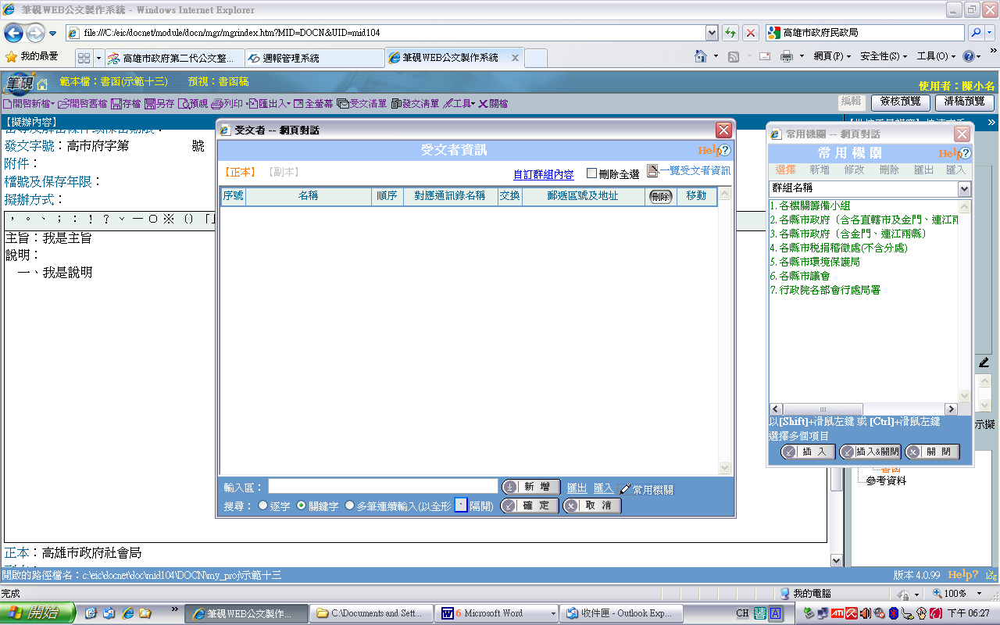 筆硯WEB公文製作系統 - Windows Internet Explorer
file:///C:/eic/docnet/module/docn/mgr/mgrindex.htm?MID=DOCN&UID=mid104
高雄市政府民政局
我的最愛
高雄市政府第二代公文整...
週報管理系統
筆硯WEB公文製作系統
網頁(P) 安全性(S) 工具(O)
筆硯 範本檔：書函(示範十三) 預視：書函稿
使用者：陳小名
開啓新檔 開啓舊檔 存檔 另存 預視 列印 匯出入 全螢幕 受文清單 發文清單 工具 關檔
編輯 簽核預覽 清稿預覽
【擬辦內容】
發文字號：高市府字第 號
附件：
檔號及保存年限：
擬辦方式：
， 。 、 ； ： ！ ？ ˇ － ○ ※ （） 「」
主旨：我是主旨
說明：
一、我是說明
受文者 -- 網頁對話
受文者資訊
Help?
【正本】 【副本】 自訂群組內容 刪除全選 一覽受文者資訊
序號 名稱 順序 對應通訊錄名稱 交換 郵遞區號及地址 刪除 移動
輸入區： 新 增 匯出 匯入 常用機關
搜尋： 逐字 關鍵字 多筆連續輸入(以全形 、 隔開) 確 定 取 消
常用機關 -- 網頁對話
常 用 機 關
Help?
選擇 新增 修改 刪除 匯出 匯入
群組名稱
1. 各機關籌備小組
2. 各縣市政府〔含各直轄市及金門、連江兩
3. 各縣市政府〔含金門、連江兩縣〕
4. 各縣市稅捐稽徵處(不含分處)
5. 各縣市環境保護局
6. 各縣市議會
7. 行政院各部會行處局署
以[Shift]+滑鼠左鍵 或 [Ctrl]+滑鼠左鍵
選擇多個項目
插 入 插入&關閉 關 閉
示擬
參考資料
正本：高雄市政府社會局
開啟的路徑檔名：c:\eic\docnet\doc\mid104\DOCN\my_proj\示範十三
版本 4.0.99 Help? log
完成
我的電腦
100%
開始
筆硯WEB公文製作...
C:\Documents and Sett...
6 Microsoft Word
收件匣 - Outlook Exp...
CH
A
ATI
下午 06:27